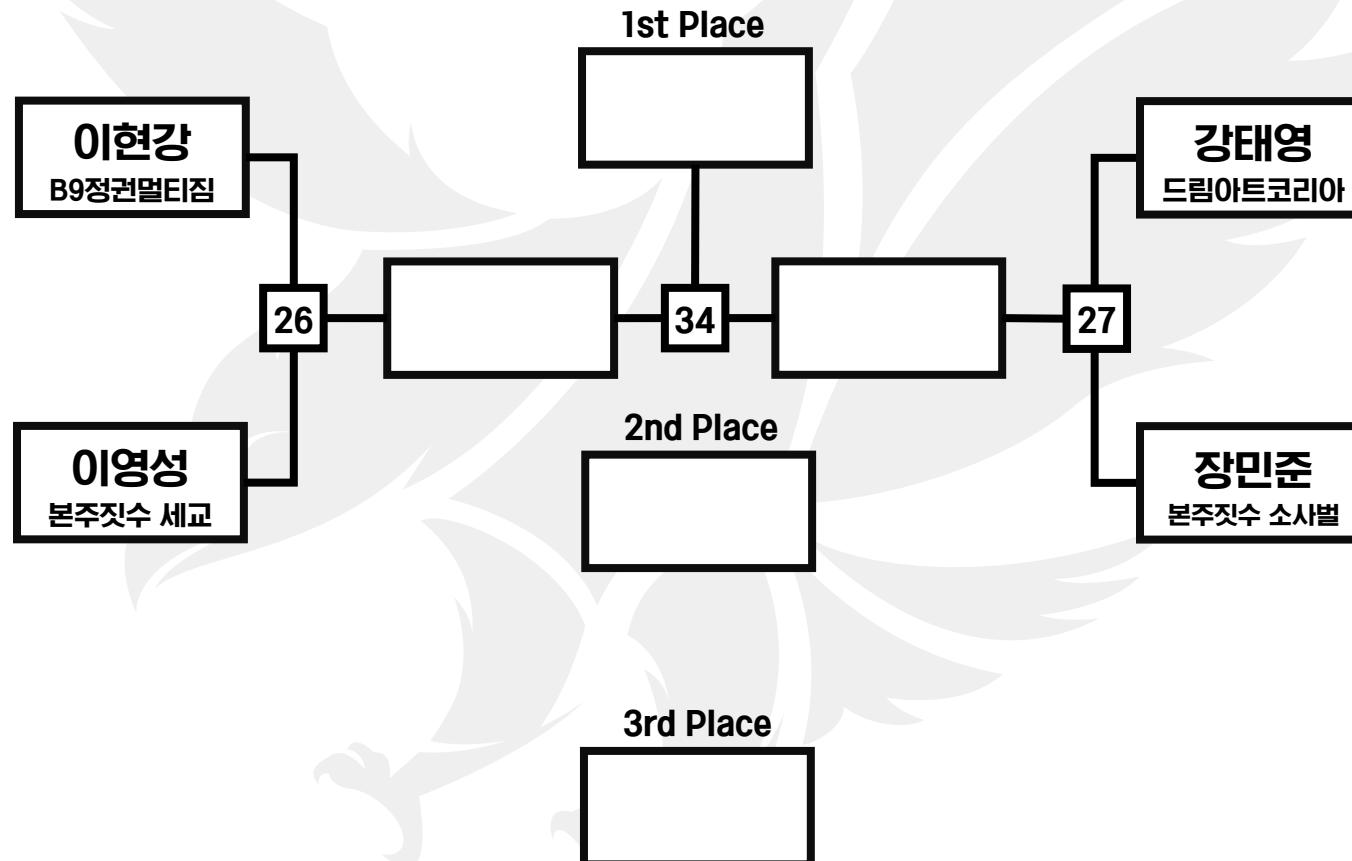 1st Place
이현강
B9정권멀티짐
강태영
드림아트코리아
26
34
27
2nd Place
이영성
본주짓수 세교
장민준
본주짓수 소사벌
3rd Place